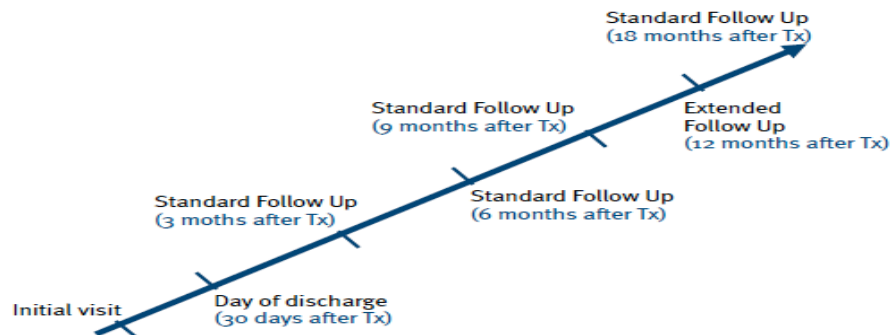 Standard Follow Up
(18 months after Tx)
Standard Follow Up
(9 months after Tx)
Extended
Follow Up
(12 months after Tx)
Standard Follow Up
(3 moths after Tx)
Standard Follow Up
(6 months after Tx)
Initial visit
Day of discharge
(30 days after Tx)